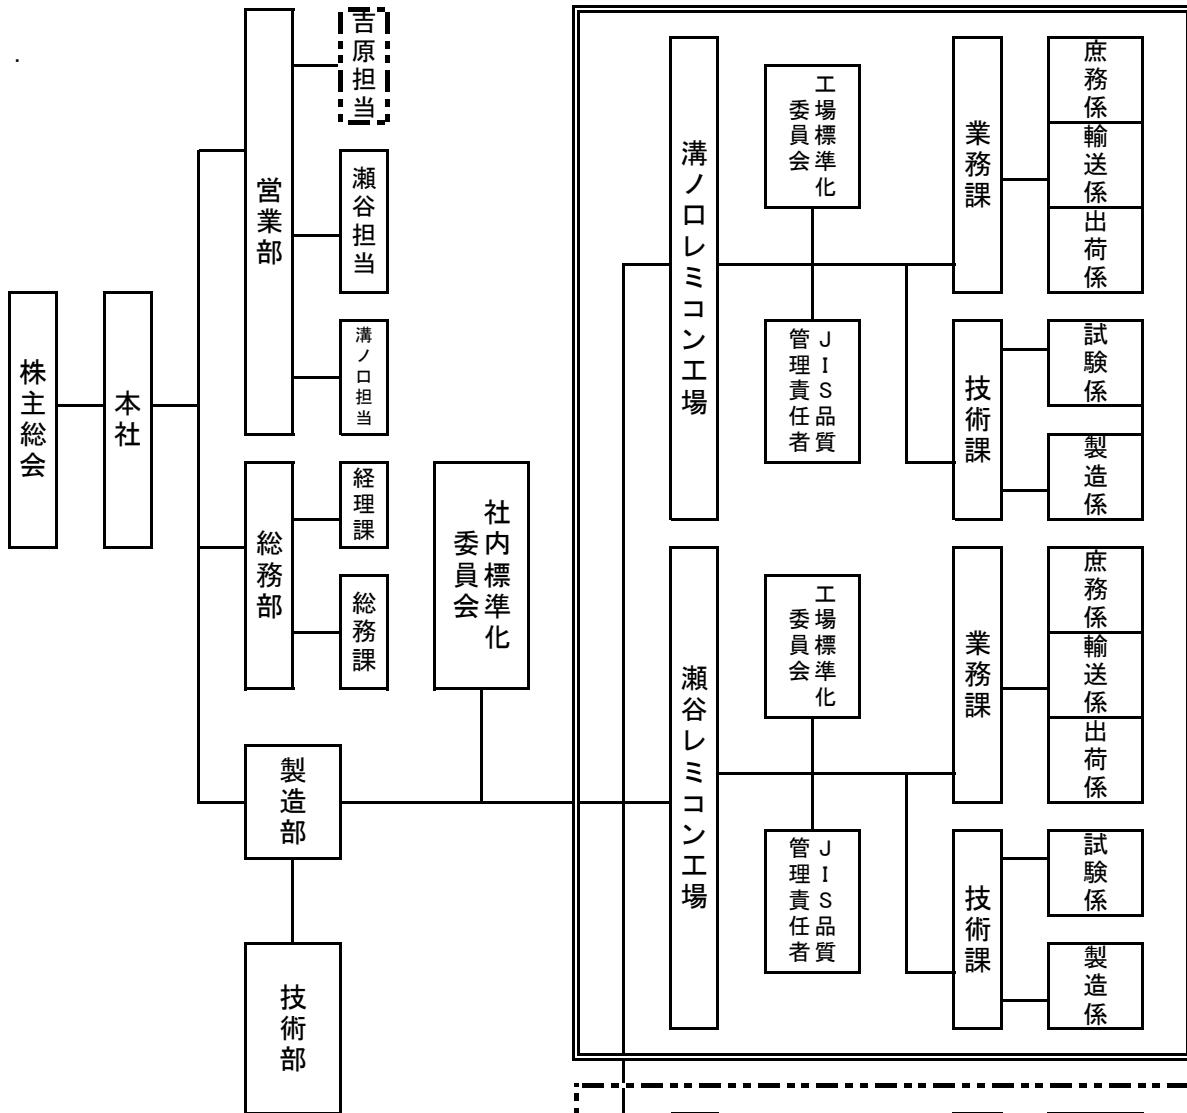 株主総会
本社
営業部
吉原担当
瀬谷担当
溝ノ口担当
総務部
経理課
総務課
製造部
技術部
社内標準化
委員会
溝ノ口レミコン工場
工場標準化
委員会
JIS品質
管理責任者
業務課
庶務係
輸送係
出荷係
技術課
試験係
製造係
瀬谷レミコン工場
工場標準化
委員会
JIS品質
管理責任者
業務課
庶務係
輸送係
出荷係
技術課
試験係
製造係